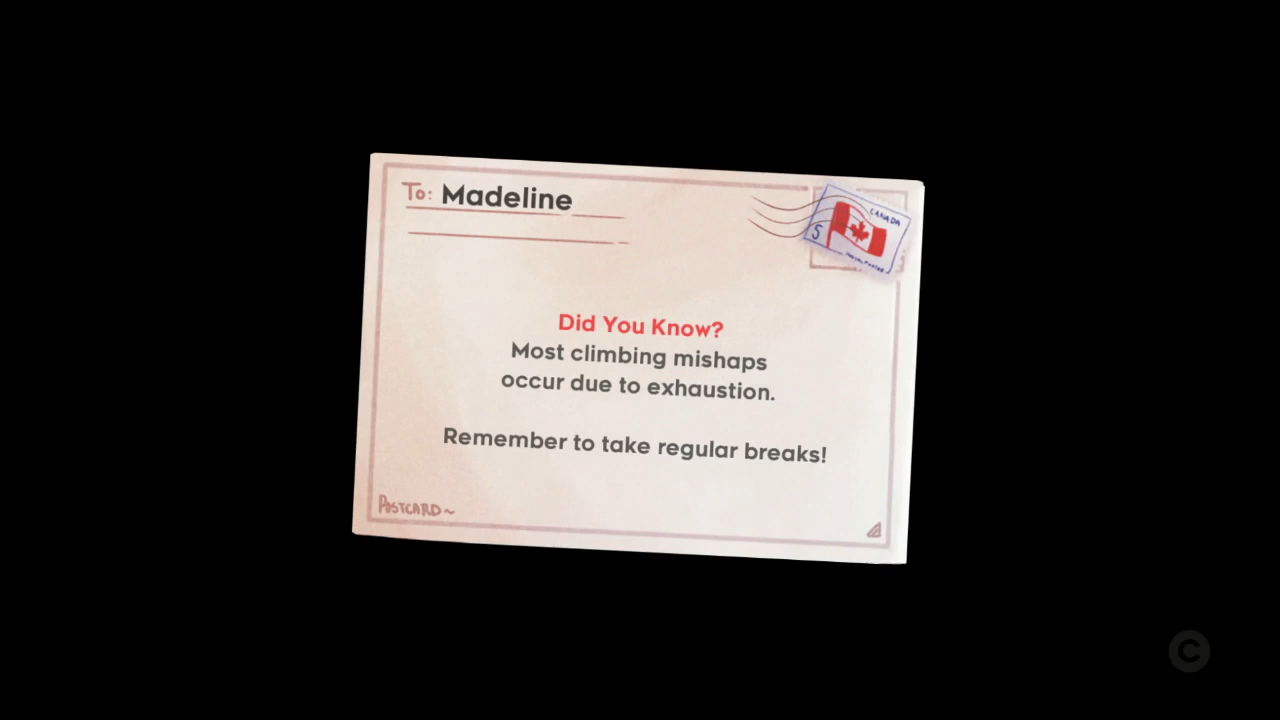 To: Madeline
CANADA
5
Did You Know?
Most climbing mishaps
occur due to exhaustion.
Remember to take regular breaks!
POSTCARD~
C